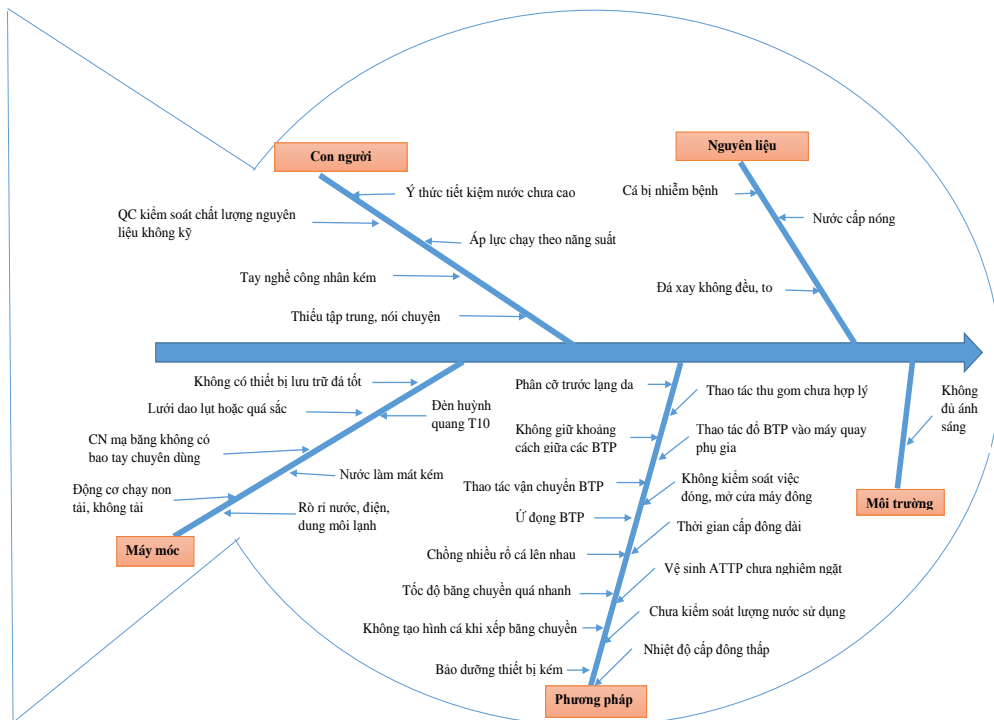 Con người
Nguyên liệu
Ý thức tiết kiệm nước chưa cao
QC kiểm soát chất lượng nguyên
liệu không kỹ
Áp lực chạy theo năng suất
Tay nghề công nhân kém
Thiếu tập trung, nói chuyện
Cá bị nhiễm bệnh
Nước cấp nóng
Đá xay không đều, to
Không có thiết bị lưu trữ đá tốt
Lưới dao lụt hoặc quá sắc
Đèn huỳnh
quang T10
CN mạ băng không có
bao tay chuyên dùng
Nước làm mát kém
Động cơ chạy non
tải, không tải
Rò rỉ nước, điện,
dung môi lạnh
Máy móc
Phân cỡ trước lạng da
Thao tác thu gom chưa hợp lý
Không giữ khoảng
cách giữa các BTP
Thao tác đổ BTP vào máy quay
phụ gia
Thao tác vận chuyển BTP
Không kiểm soát việc
đóng, mở cửa máy đông
Ứ đọng BTP
Thời gian cấp đông dài
Chồng nhiều rổ cá lên nhau
Vệ sinh ATTP chưa nghiêm ngặt
Tốc độ băng chuyền quá nhanh
Chưa kiểm soát lượng nước sử dụng
Không tạo hình cá khi xếp băng chuyền
Nhiệt độ cấp đông thấp
Bảo dưỡng thiết bị kém
Phương pháp
Không
đủ ánh
sáng
Môi trường